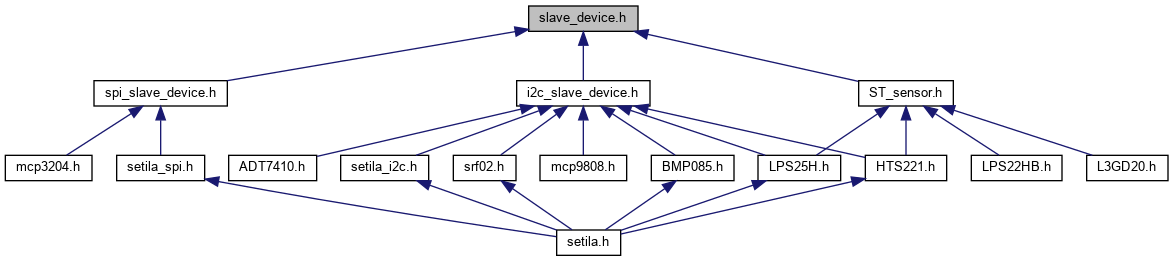 slave_device.h
spi_slave_device.h
i2c_slave_device.h
ST_sensor.h
mcp3204.h
setila_spi.h
ADT7410.h
setila_i2c.h
srf02.h
mcp9808.h
BMP085.h
LPS25H.h
HTS221.h
LPS22HB.h
L3GD20.h
setila.h